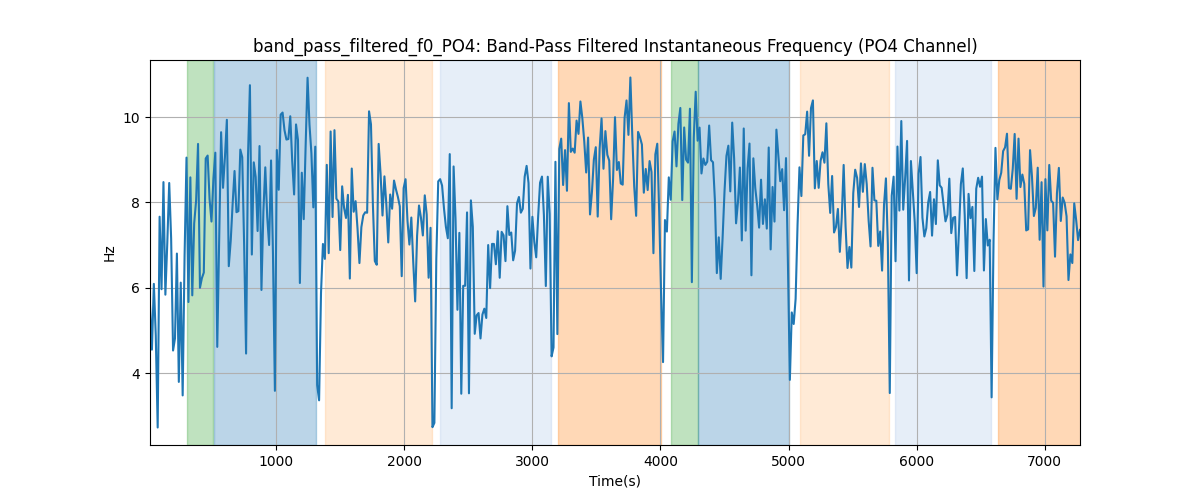 band_pass_filtered_f0_PO4: Band-Pass Filtered Instantaneous Frequency (PO4 Channel)
10
8
6
4
Hz
1000 2000 3000 4000 5000 6000 7000
Time(s)